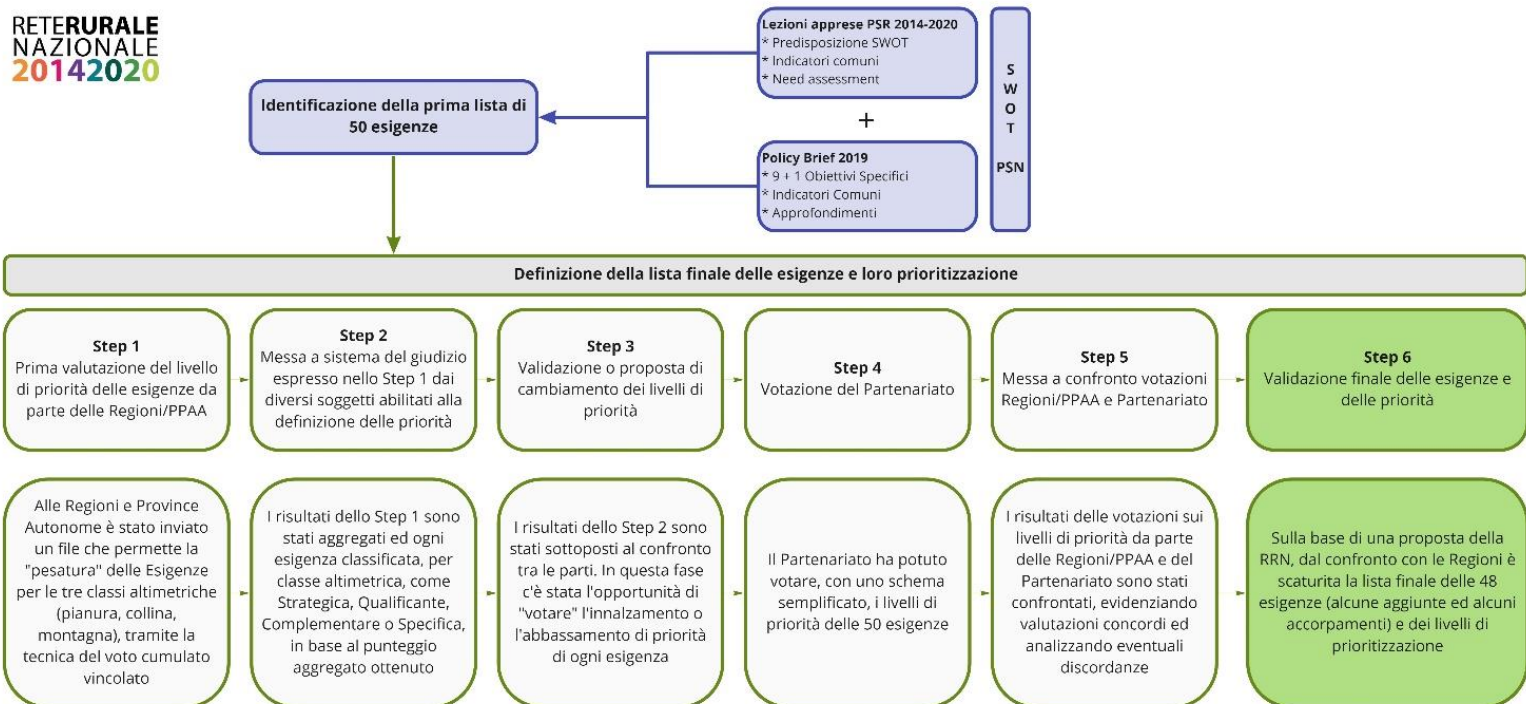 RETERURALE
NAZIONALE
20142020
Lezioni apprese PSR 2014-2020
* Predisposizione SWOT
* Indicatori comuni
* Need assessment
Identificazione della prima lista di
50 esigenze
+
Policy Brief 2019
* 9 + 1 Obiettivi Specifici
* Indicatori Comuni
* Approfondimenti
S
W
O
T
PSN
Definizione della lista finale delle esigenze e loro prioritizzazione
Step 1
Prima valutazione del livello
di priorità delle esigenze da
parte delle Regioni/PPAA
Step 2
Messa a sistema del giudizio
espresso nello Step 1 dai
diversi soggetti abilitati alla
definizione delle priorità
Step 3
Validazione o proposta di
cambiamento dei livelli di
priorità
Step 4
Votazione del Partenariato
Step 5
Messa a confronto votazioni
Regioni/PPAA e Partenariato
Step 6
Validazione finale delle esigenze e
delle priorità
Alle Regioni e Province
Autonome è stato inviato
un file che permette la
"pesatura" delle Esigenze
per le tre classi altimetriche
(pianura, collina,
montagna), tramite la
tecnica del voto cumulato
vincolato
I risultati dello Step 1 sono
stati aggregati ed ogni
esigenza classificata, per
classe altimetrica, come
Strategica, Qualificante,
Complementare o Specifica,
in base al punteggio
aggregato ottenuto
I risultati dello Step 2 sono
stati sottoposti al confronto
tra le parti. In questa fase
c'è stata l'opportunità di
"votare" l'innalzamento o
l'abbassamento di priorità
di ogni esigenza
Il Partenariato ha potuto
votare, con uno schema
semplificato, i livelli di
priorità delle 50 esigenze
I risultati delle votazioni sui
livelli di priorità da parte
delle Regioni/PPAA e del
Partenariato sono stati
confrontati, evidenziando
valutazioni concordi ed
analizzando eventuali
discordanze
Sulla base di una proposta della
RRN, dal confronto con le Regioni è
scaturita la lista finale delle 48
esigenze (alcune aggiunte ed alcuni
accorpamenti) e dei livelli di
prioritizzazione